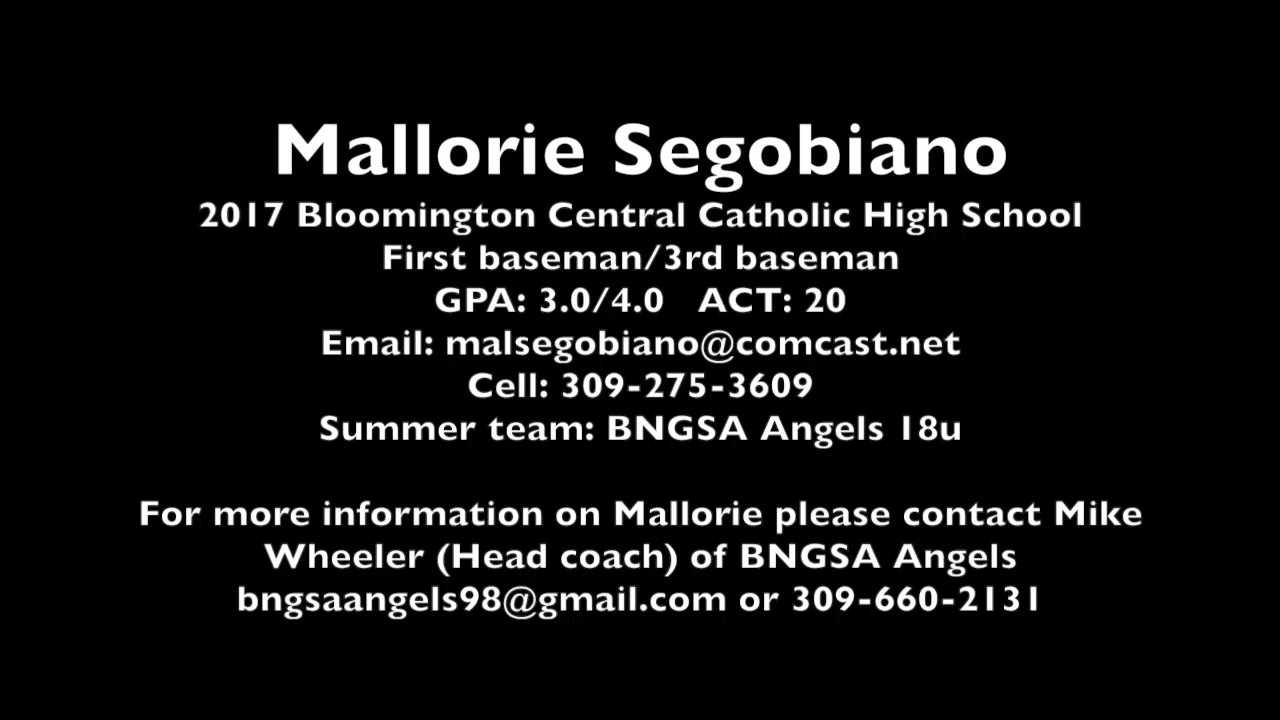 Mallorie Segobiano
2017 Bloomington Central Catholic High School
First baseman/3rd baseman
GPA: 3.0/4.0 ACT: 20
Email: malsegobiano@comcast.net
Cell: 309-275-3609
Summer team: BNGSA Angels 18u
For more information on Mallorie please contact Mike
Wheeler (Head coach) of BNGSA Angels
bngsaangels98@gmail.com or 309-660-2131